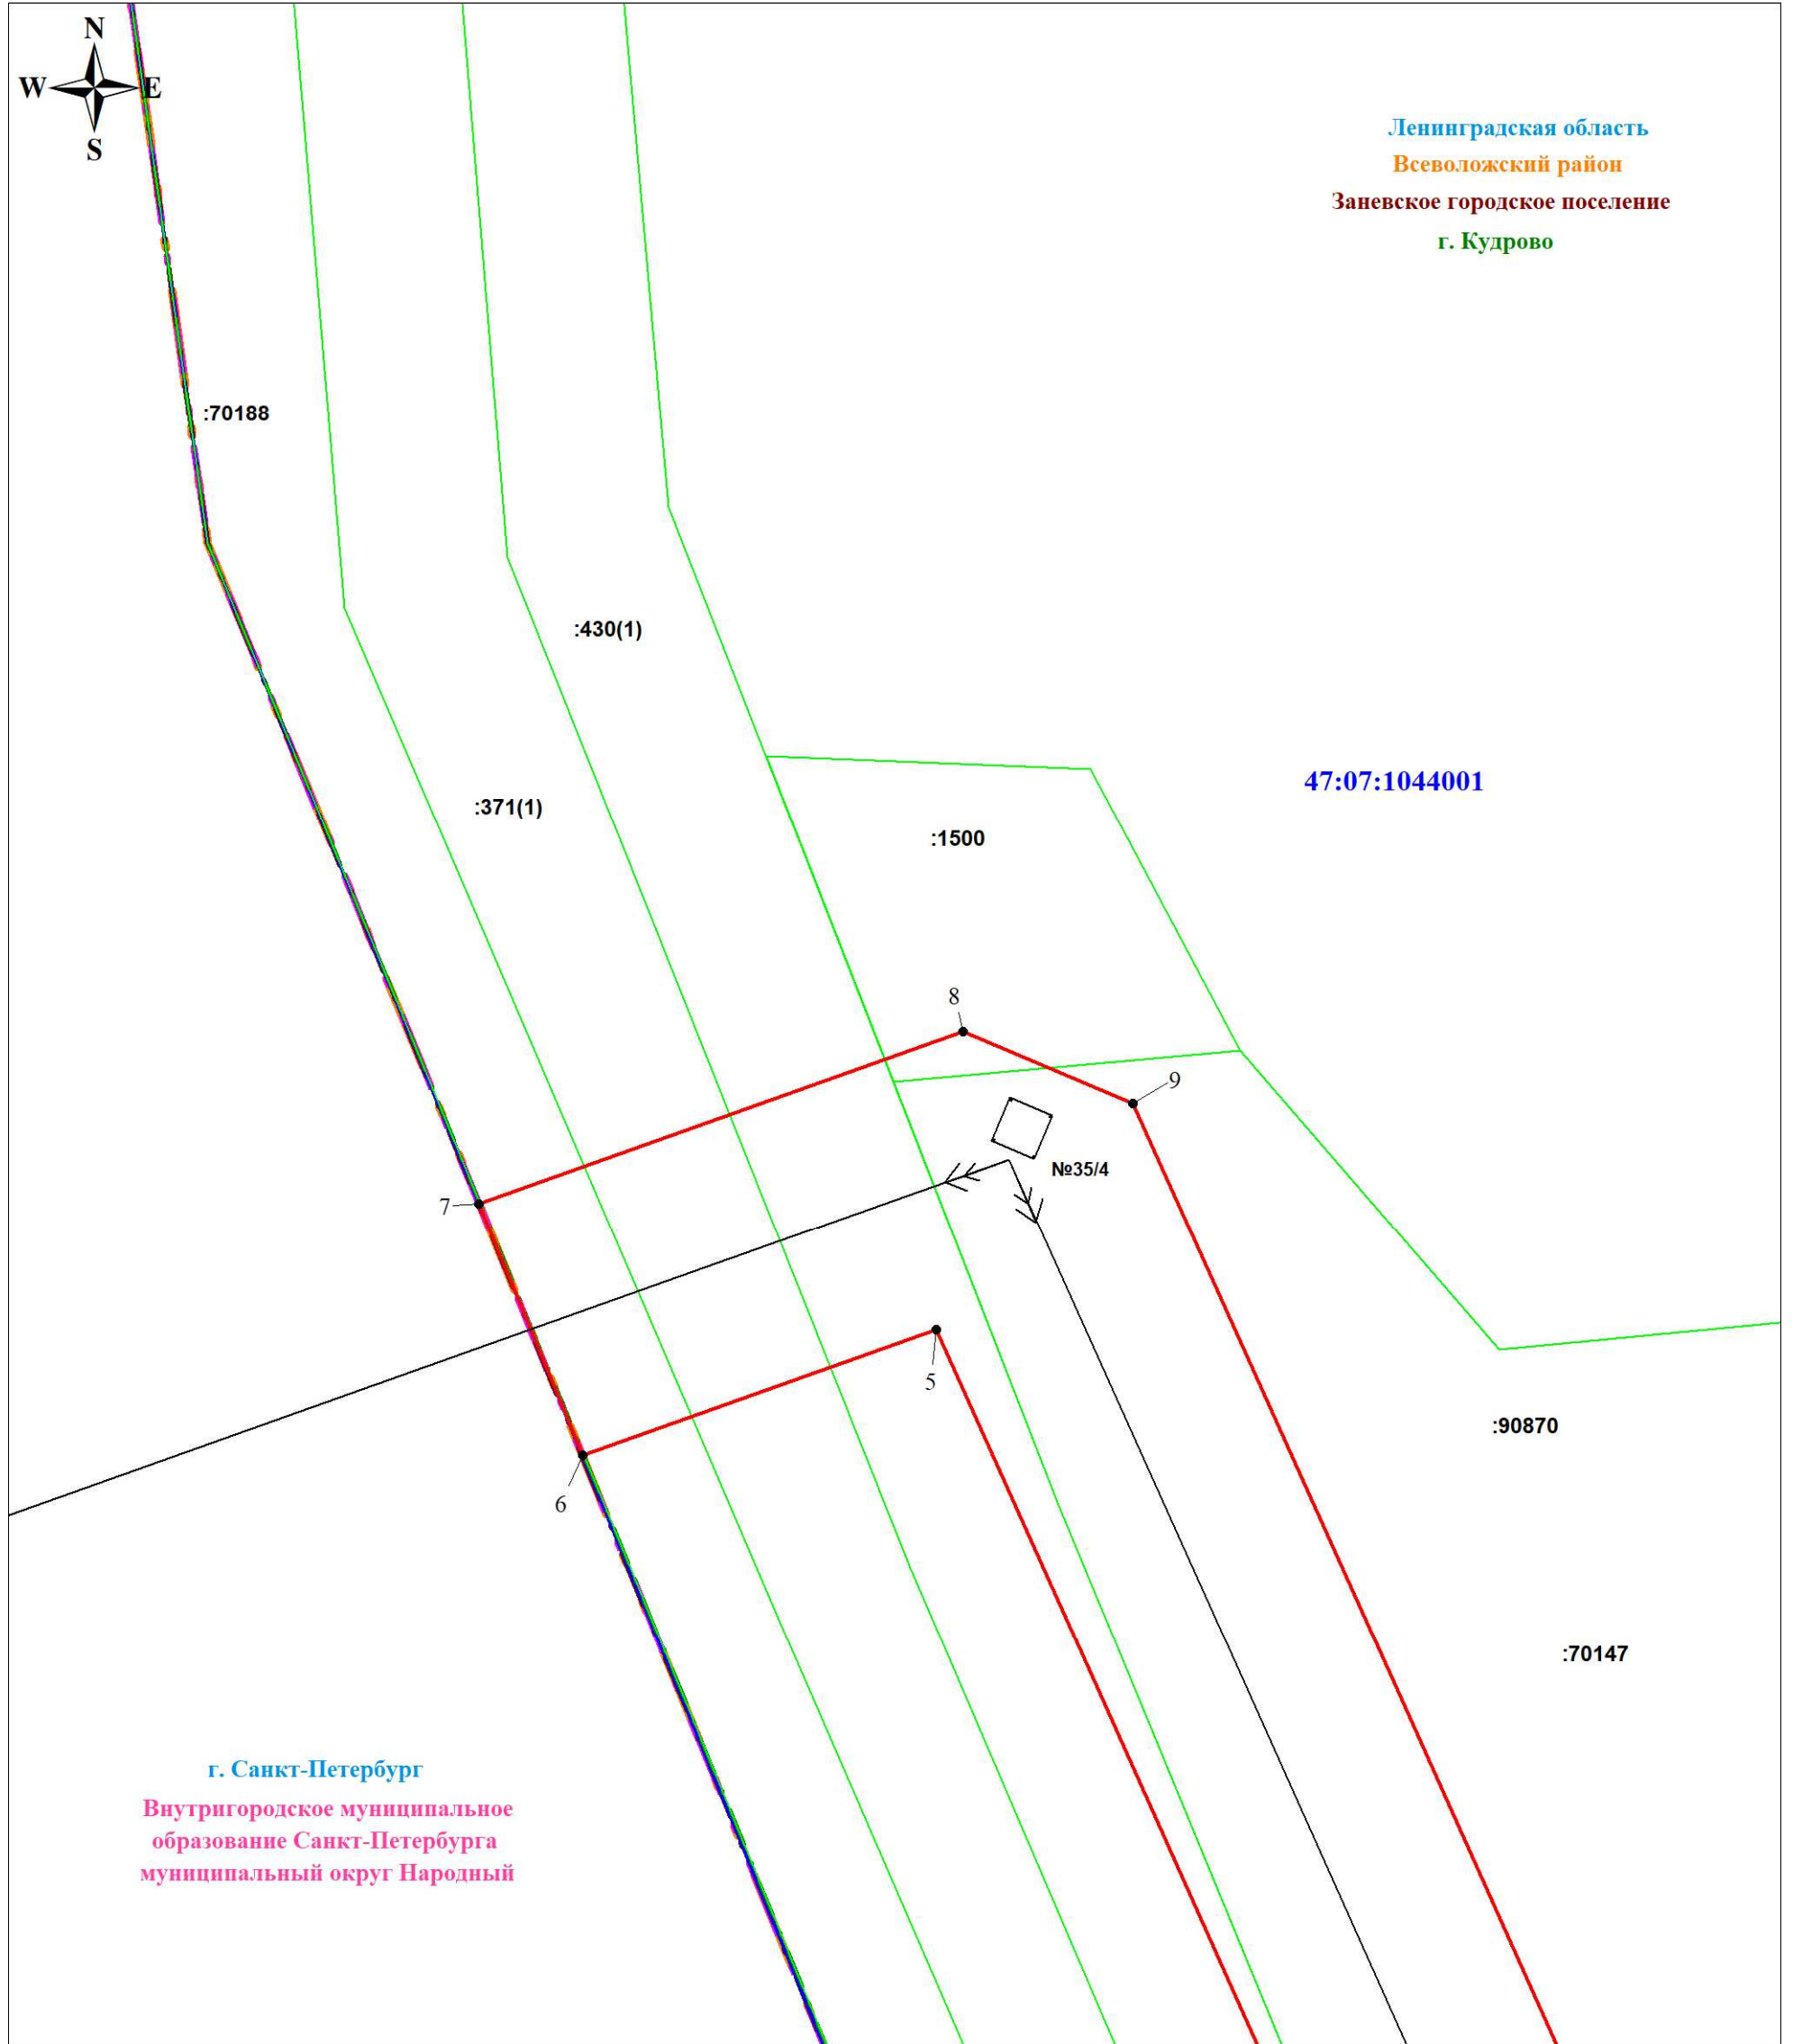 N
W E
S
Ленинградская область
Всеволожский район
Заневское городское поселение
г. Кудрово
:70188
:430(1)
47:07:1044001
:371(1)
:1500
8
9
№35/4
7
5
:90870
6
:70147
г. Санкт-Петербург
Внутригородское муниципальное
образование Санкт-Петербурга
муниципальный округ Народный